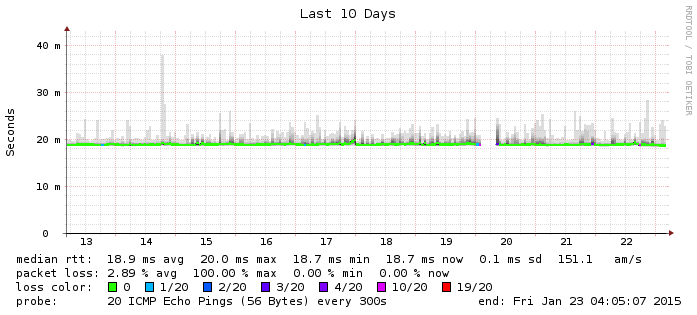 Last 10 Days
RRDTOOL / TOBI OETIKER
Seconds
40 m
30 m
20 m
10 m
0
13 14 15 16 17 18 19 20 21 22
median rtt: 18.9 ms avg 20.0 ms max 18.7 ms min 18.7 ms now 0.1 ms sd 151.1 am/s
packet loss: 2.89 % avg 100.00 % max 0.00 % min 0.00 % now
loss color: 0 1/20 2/20 3/20 4/20 10/20 19/20
probe: 20 ICMP Echo Pings (56 Bytes) every 300s end: Fri Jan 23 04:05:07 2015